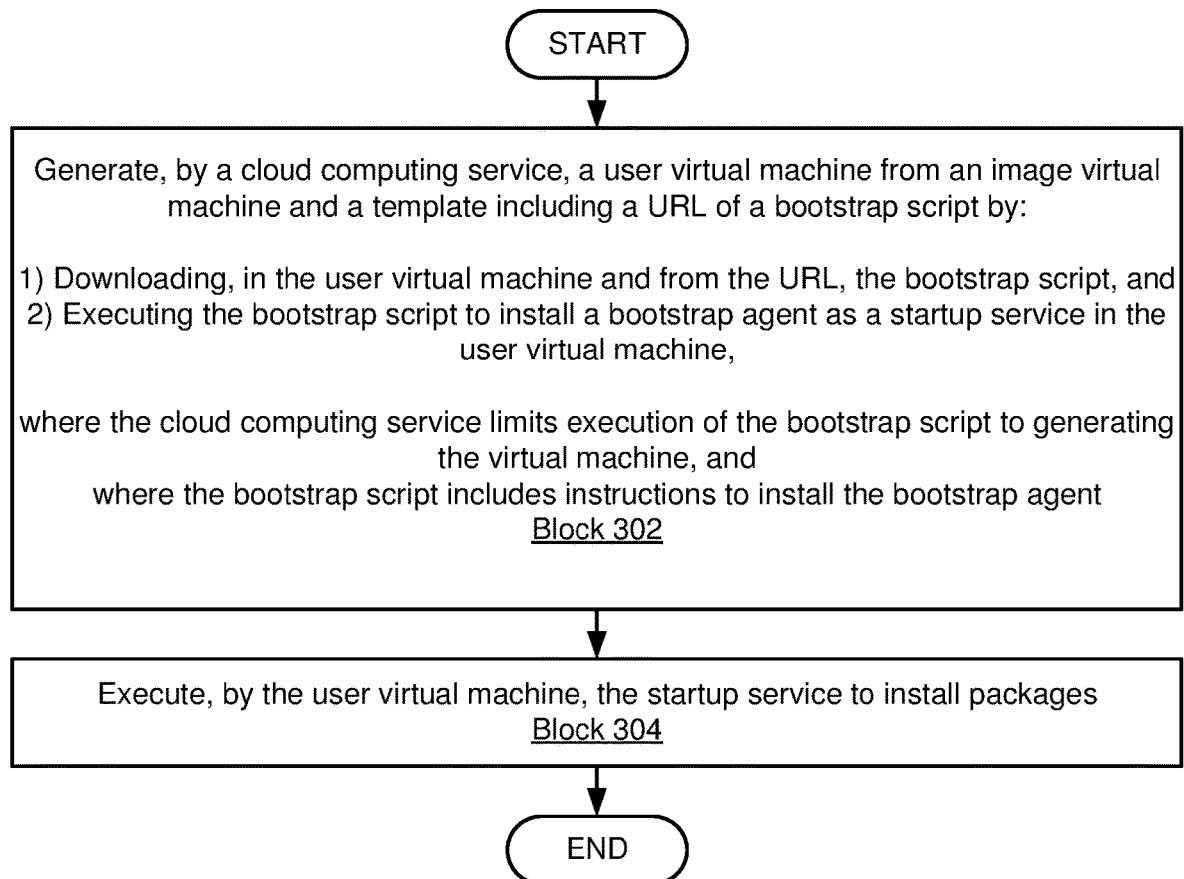 START
Generate, by a cloud computing service, a user virtual machine from an image virtual
machine and a template including a URL of a bootstrap script by:
1) Downloading, in the user virtual machine and from the URL, the bootstrap script, and
2) Executing the bootstrap script to install a bootstrap agent as a startup service in the
user virtual machine,
where the cloud computing service limits execution of the bootstrap script to generating
the virtual machine, and
where the bootstrap script includes instructions to install the bootstrap agent
Block 302
Execute, by the user virtual machine, the startup service to install packages
Block 304
END